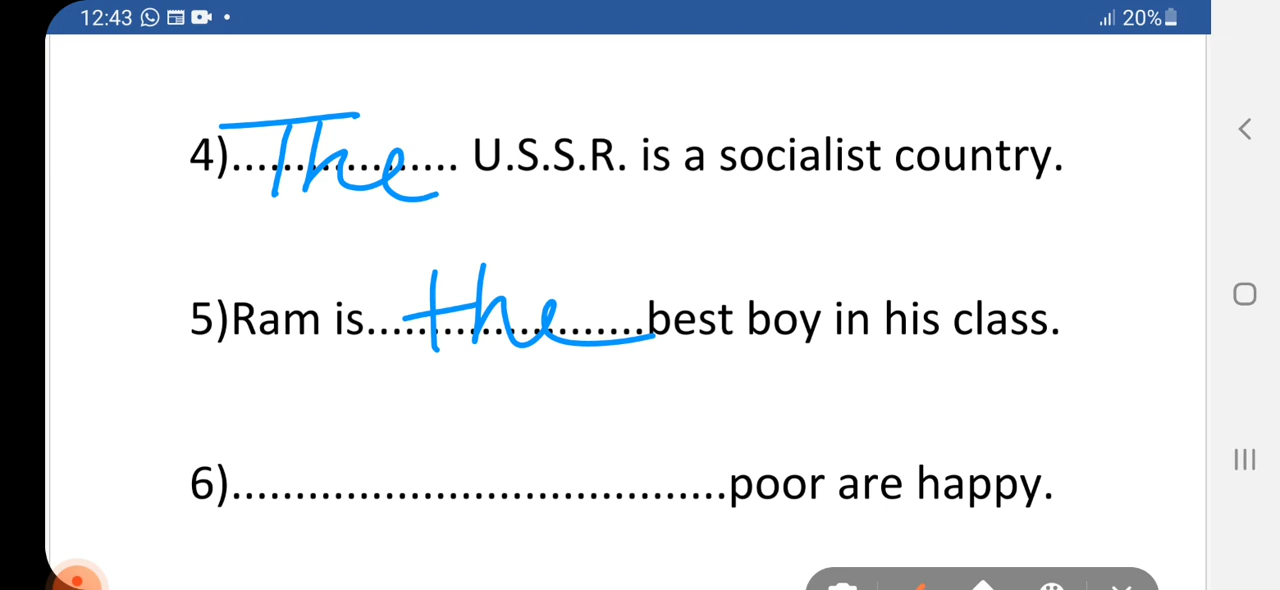 12:43 20%
4)..The.. U.S.S.R. is a socialist country.
5)Ram is....the....best boy in his class.
6).......................................poor are happy.